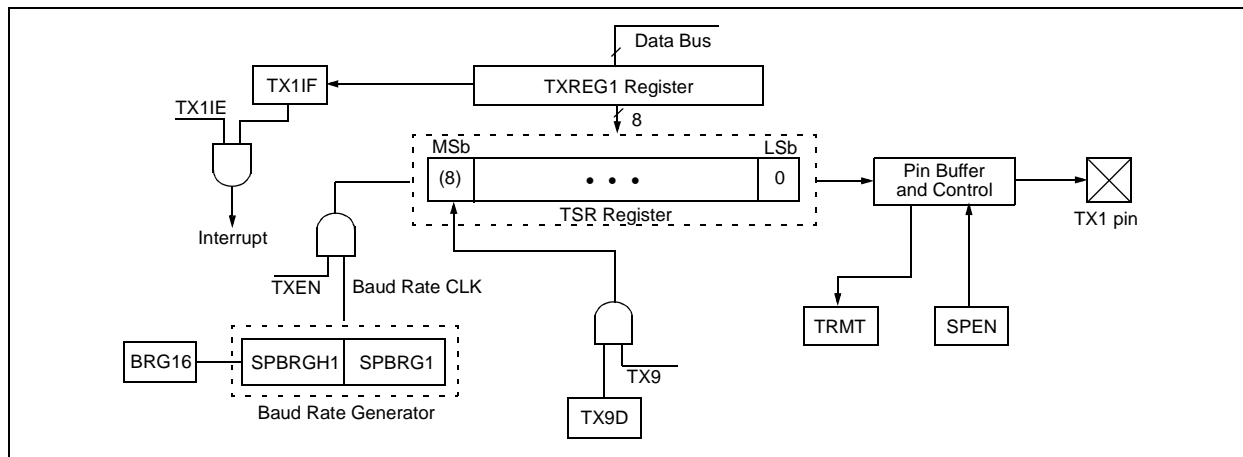 Data Bus
TX1IF
TXREG1 Register
TX1IE
8
MSb
LSb
(8)
• • •
0
Pin Buffer
and Control
TSR Register
TX1 pin
Interrupt
TXEN
Baud Rate CLK
TRMT
SPEN
BRG16
SPBRGH1
SPBRG1
TX9
Baud Rate Generator
TX9D